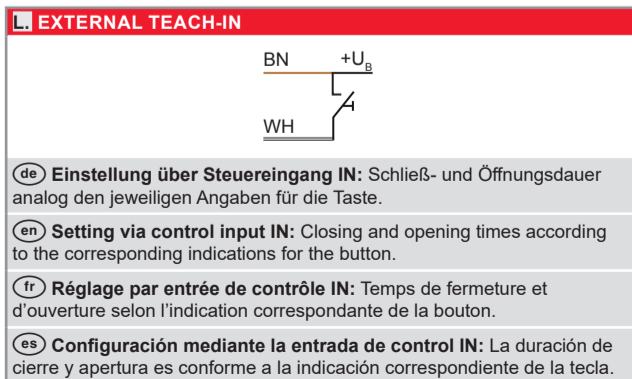 L. EXTERNAL TEACH-IN
BN +U_B
WH
de Einstellung über Steuereingang IN: Schließ- und Öffnungsdauer
analog den jeweiligen Angaben für die Taste.
en Setting via control input IN: Closing and opening times according
to the corresponding indications for the button.
fr Réglage par entrée de contrôle IN: Temps de fermeture et
d'ouverture selon l'indication correspondante de la bouton.
es Configuración mediante la entrada de control IN: La duración de
cierre y apertura es conforme a la indicación correspondiente de la tecla.